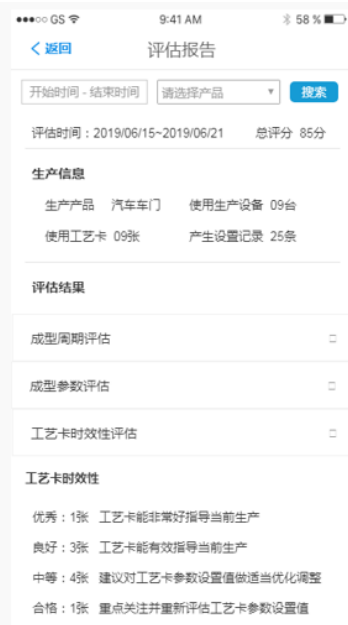 GS 9:41 AM 58 %
返回 评估报告
开始时间 - 结束时间 请选择产品 搜索
评估时间：2019/06/15~2019/06/21 总评分 85分
生产信息
生产产品 汽车车门 使用生产设备 09台
使用工艺卡 09张 产生设置记录 25条
评估结果
成型周期评估
成型参数评估
工艺卡时效性评估
工艺卡时效性
优秀：1张 工艺卡能非常好指导当前生产
良好：3张 工艺卡能有效指导当前生产
中等：4张 建议对工艺卡参数设置值做适当优化调整
合格：1张 重点关注并重新评估工艺卡参数设置值